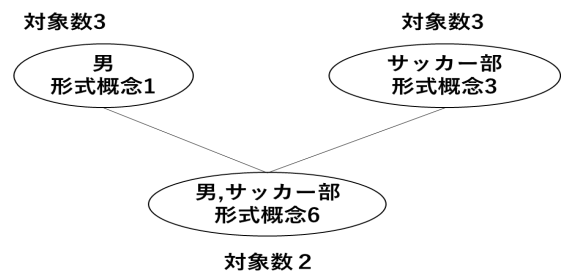 対象数3
対象数3
男
形式概念1
サッカー部
形式概念3
男,サッカー部
形式概念6
対象数２